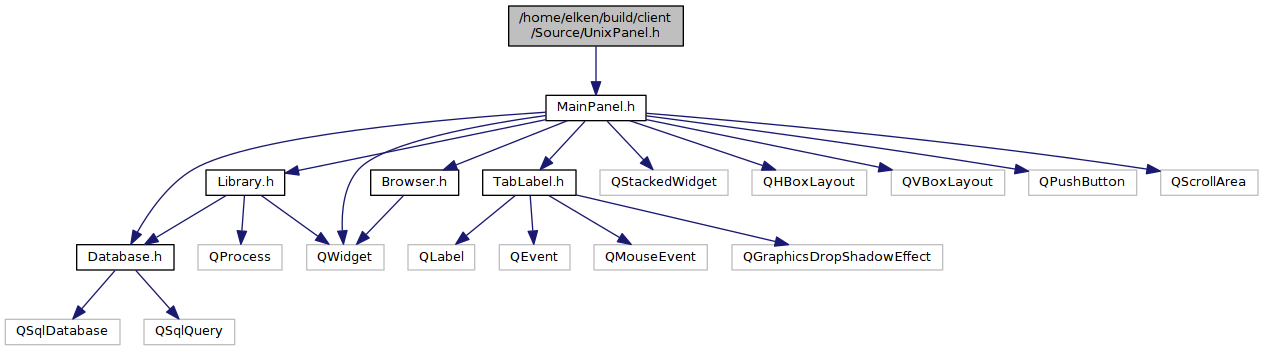 /home/elken/build/client
/Source/UnixPanel.h
MainPanel.h
Library.h
Browser.h
TabLabel.h
QStackedWidget
QHBoxLayout
QVBoxLayout
QPushButton
QScrollArea
Database.h
QProcess
QWidget
QLabel
QEvent
QMouseEvent
QGraphicsDropShadowEffect
QSqlDatabase
QSqlQuery